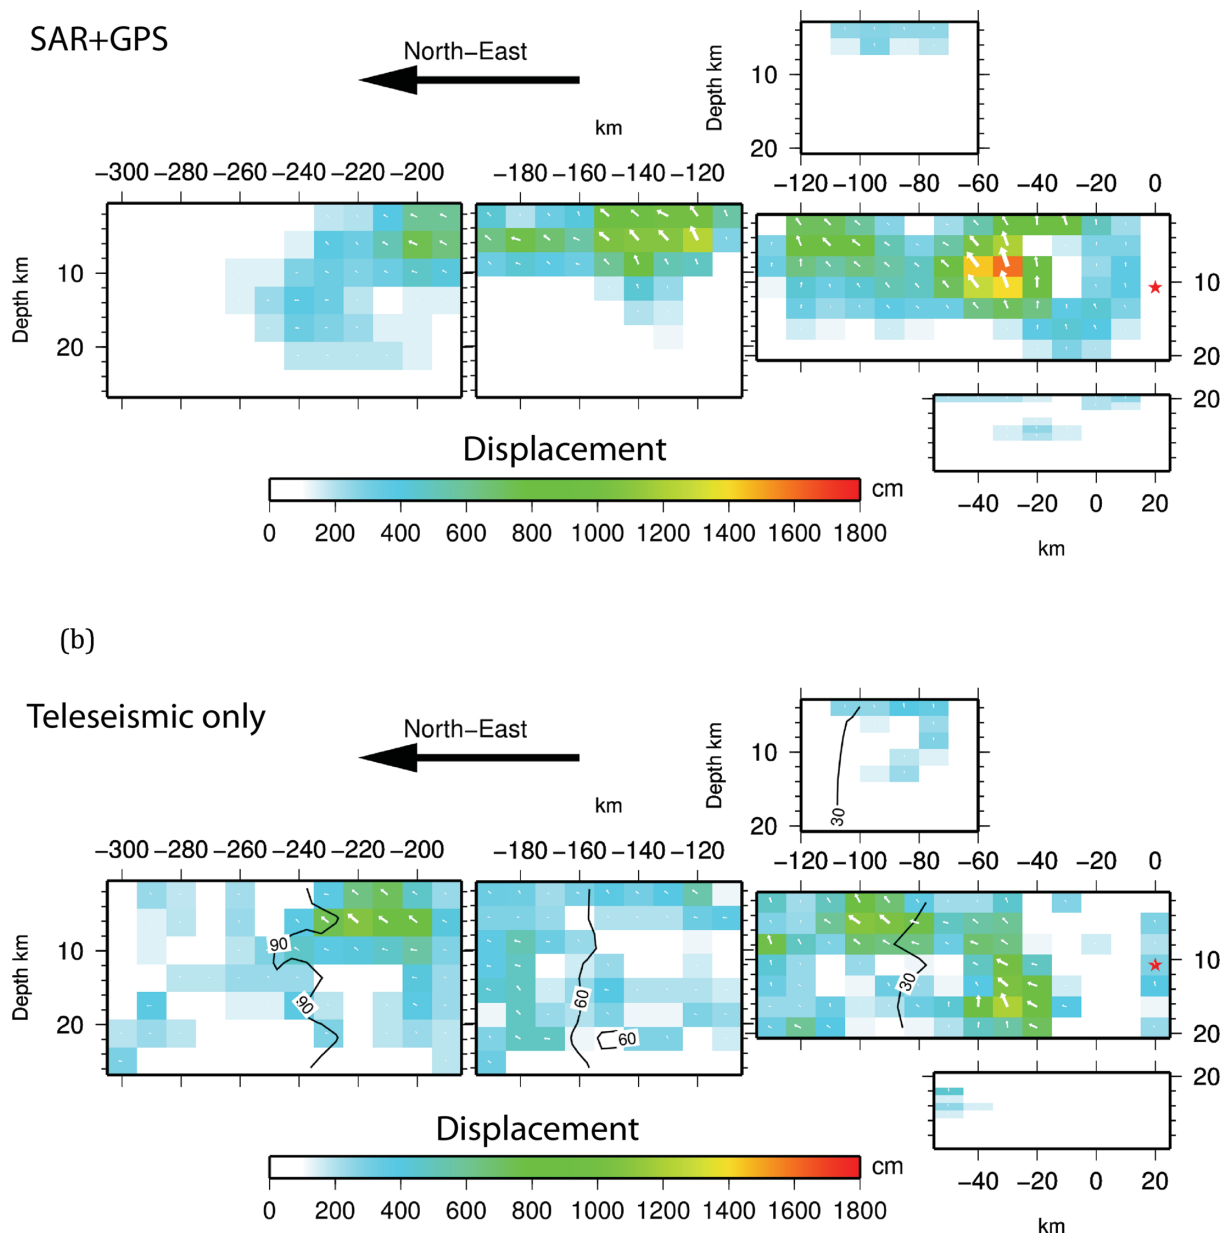 SAR+GPS
North−East
km
Depth km
10
20
−300 −280 −260 −240 −220 −200
−180 −160 −140 −120
−120 −100 −80 −60 −40 −20 0
Depth km
10
20
10
20
20
−40 −20 0 20
km
Displacement
cm
0 200 400 600 800 1000 1200 1400 1600 1800
(b)
Teleseismic only
North−East
km
Depth km
10
20
30
−300 −280 −260 −240 −220 −200
−180 −160 −140 −120
−120 −100 −80 −60 −40 −20 0
Depth km
10
20
90
90
60
60
30
10
20
20
−40 −20 0 20
km
Displacement
cm
0 200 400 600 800 1000 1200 1400 1600 1800